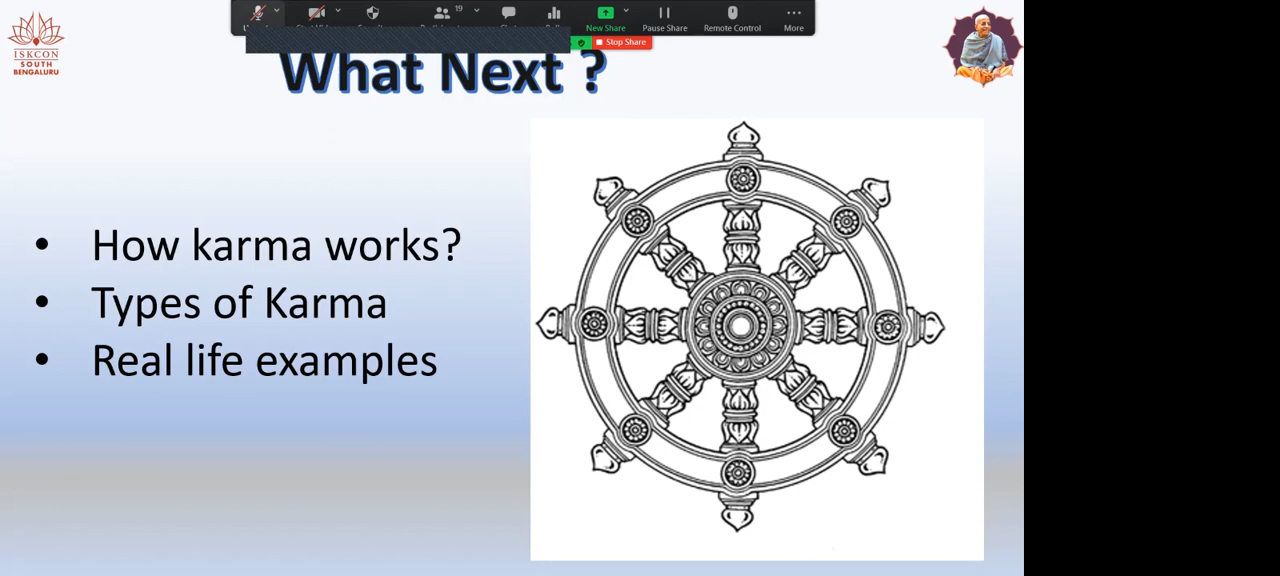 19
New Share
Pause Share
Remote Control
More
Stop Share
ISKCON
SOUTH
BENGALURU
What Next ?
• How karma works?
• Types of Karma
• Real life examples